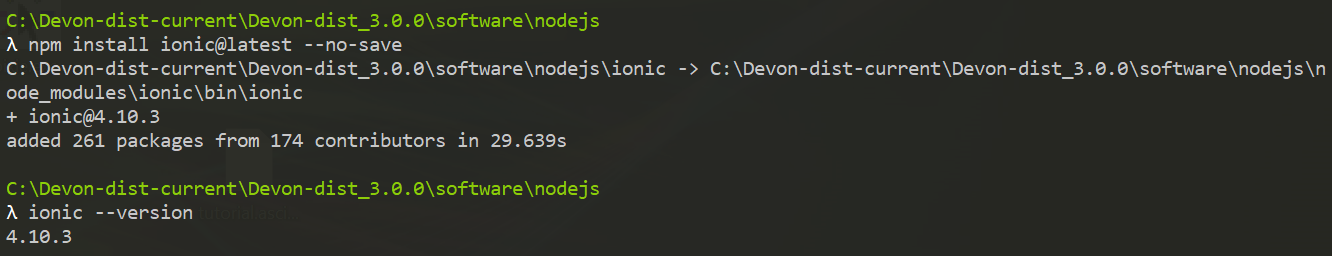 C:\Devon-dist-current\Devon-dist_3.0.0\software\nodejs
λ npm install ionic@latest --no-save
C:\Devon-dist-current\Devon-dist_3.0.0\software\nodejs\ionic -> C:\Devon-dist-current\Devon-dist_3.0.0\software\nodejs\n
ode_modules\ionic\bin\ionic
+ ionic@4.10.3
added 261 packages from 174 contributors in 29.639s
C:\Devon-dist-current\Devon-dist_3.0.0\software\nodejs
λ ionic --version
4.10.3